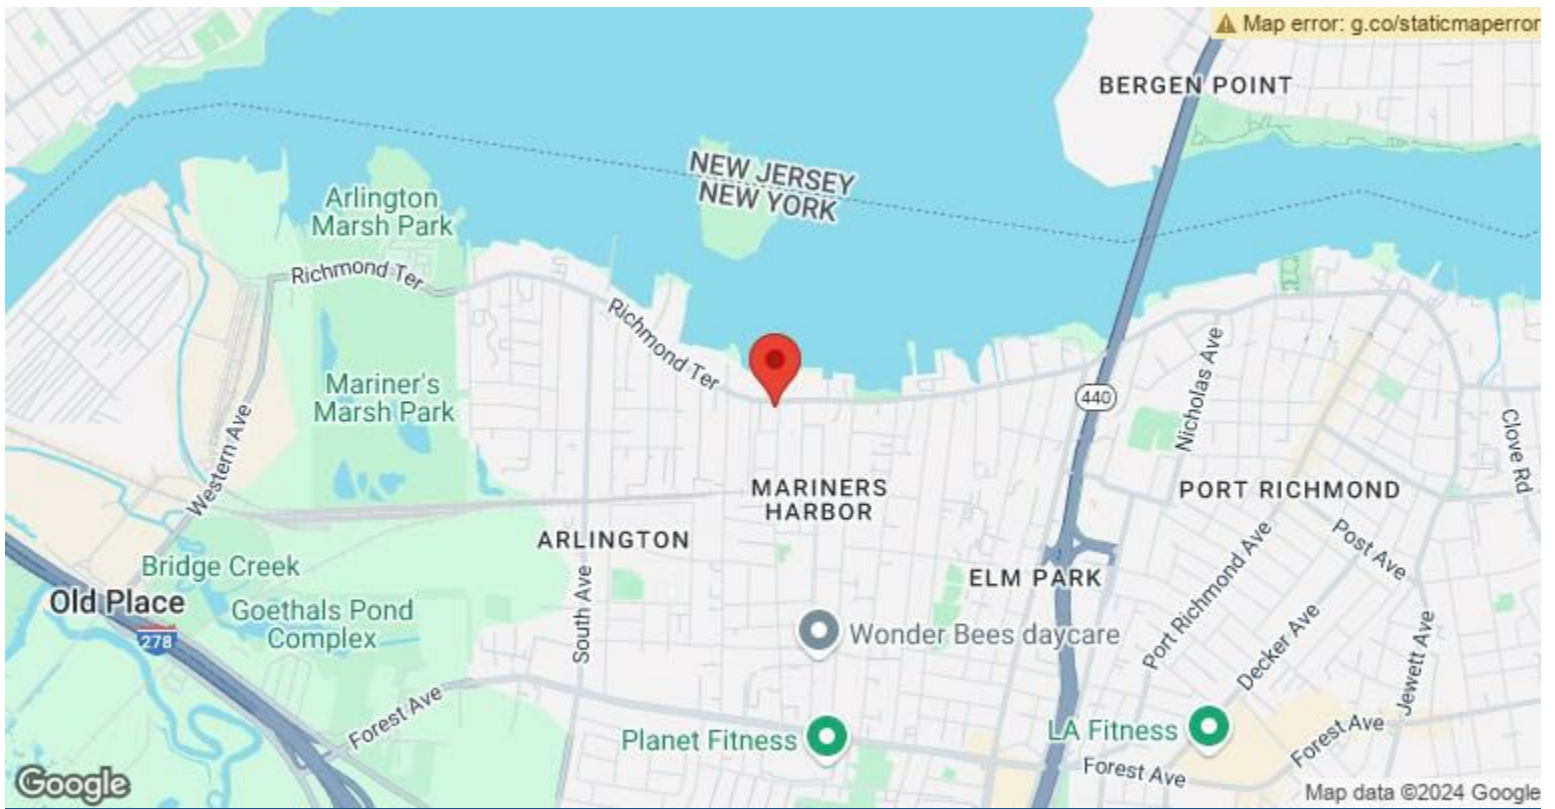 Map error: g.co/staticmaperror
BERGEN POINT
NEW JERSEY
NEW YORK
Arlington
Marsh Park
Richmond Ter
Richmond Ter
Mariner's
Marsh Park
440
Nicholas Ave
Clove Rd
Western Ave
MARINERS
HARBOR
PORT RICHMOND
ARLINGTON
Post Ave
Bridge Creek
ELM PARK
Old Place
Goethals Pond
Complex
278
South Ave
Wonder Bees daycare
Port Richmond Ave
Decker Ave
Jewett Ave
Forest Ave
Planet Fitness
LA Fitness
Forest Ave
Forest Ave
Google
Map data ©2024 Google